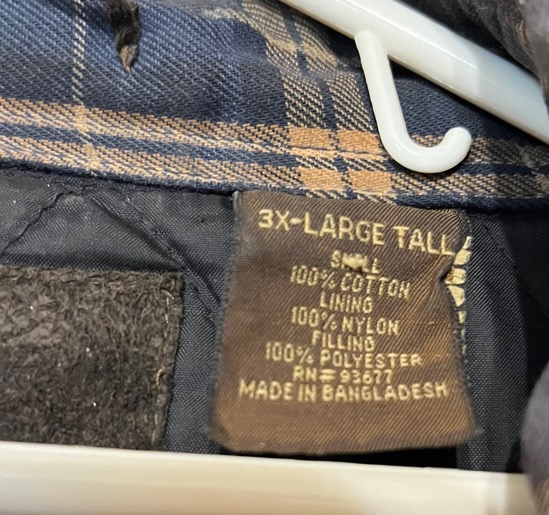 3X-LARGE TALL
SHELL
100% COTTON
LINING
100% NYLON
FILLING
100% POLYESTER
RN# 93677
MADE IN BANGLADESH